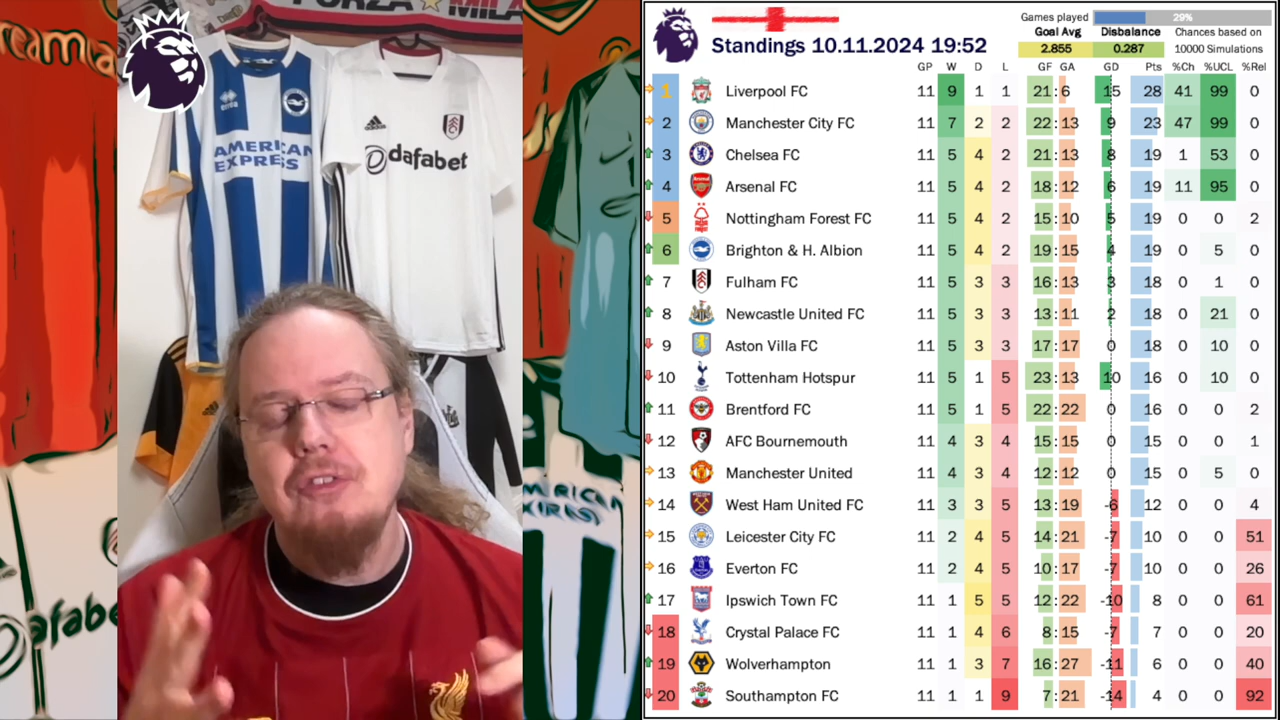 FORZA MILA
AMERICAN
EXPRESS
dafabet
Games played 29%
Goal Avg Disbalance Chances based on
Standings 10.11.2024 19:52 2.855 0.287 10000 Simulations
GP W D L GF GA GD Pts %Ch %UCL %Rel
1 Liverpool FC 11 9 1 1 21:6 15 28 41 99 0
2 Manchester City FC 11 7 2 2 22:13 9 23 47 99 0
3 Chelsea FC 11 5 4 2 21:13 8 19 1 53 0
4 Arsenal FC 11 5 4 2 18:12 6 19 11 95 0
5 Nottingham Forest FC 11 5 4 2 15:10 5 19 0 0 2
6 Brighton & H. Albion 11 5 4 2 19:15 4 19 0 5 0
7 Fulham FC 11 5 3 3 16:13 3 18 0 1 0
8 Newcastle United FC 11 5 3 3 13:11 2 18 0 21 0
9 Aston Villa FC 11 5 3 3 17:17 0 18 0 10 0
10 Tottenham Hotspur 11 5 1 5 23:13 10 16 0 10 0
11 Brentford FC 11 5 1 5 22:22 0 16 0 0 2
12 AFC Bournemouth 11 4 3 4 15:15 0 15 0 0 1
13 Manchester United 11 4 3 4 12:12 0 15 0 5 0
14 West Ham United FC 11 3 3 5 13:19 -6 12 0 0 4
15 Leicester City FC 11 2 4 5 14:21 -7 10 0 0 51
16 Everton FC 11 2 4 5 10:17 -7 10 0 0 26
17 Ipswich Town FC 11 1 5 5 12:22 -10 8 0 0 61
18 Crystal Palace FC 11 1 4 6 8:15 -7 7 0 0 20
19 Wolverhampton 11 1 3 7 16:27 -11 6 0 0 40
20 Southampton FC 11 1 1 9 7:21 -14 4 0 0 92